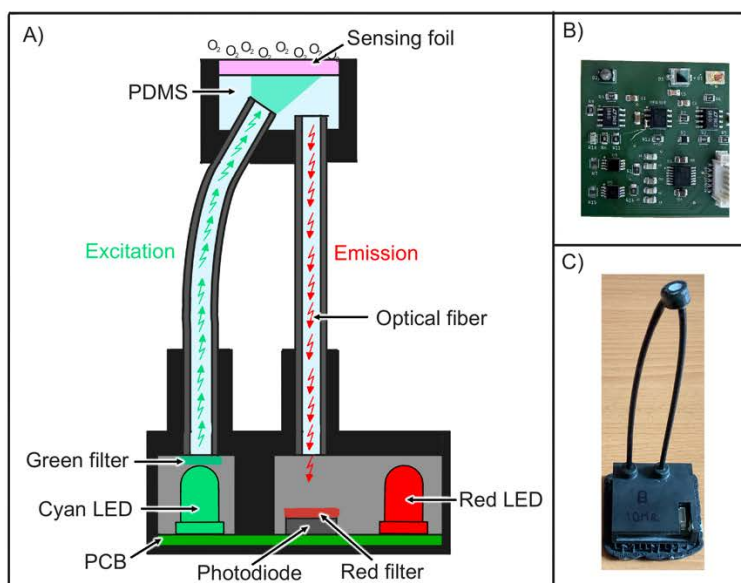 A)
O2 O2 O2 O2 O2 O2 O2
Sensing foil
PDMS
Excitation
Emission
Optical fiber
Green filter
Cyan LED
Red LED
PCB
Photodiode
Red filter
B)
C)
B
10Hz